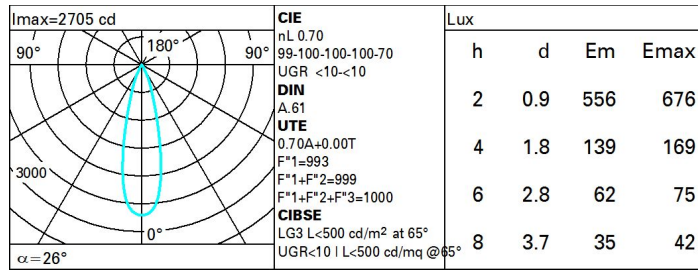 Imax=2705 cd
90° 180° 90°
3000
0°
α=26°
CIE
nL 0.70
99-100-100-100-70
UGR <10-<10
DIN
A.61
UTE
0.70A+0.00T
F"1=993
F"1+F"2=999
F"1+F"2+F"3=1000
CIBSE
LG3 L<500 cd/m² at 65°
UGR<10 | L<500 cd/mq @65°
Lux
h d Em Emax
2 0.9 556 676
4 1.8 139 169
6 2.8 62 75
8 3.7 35 42